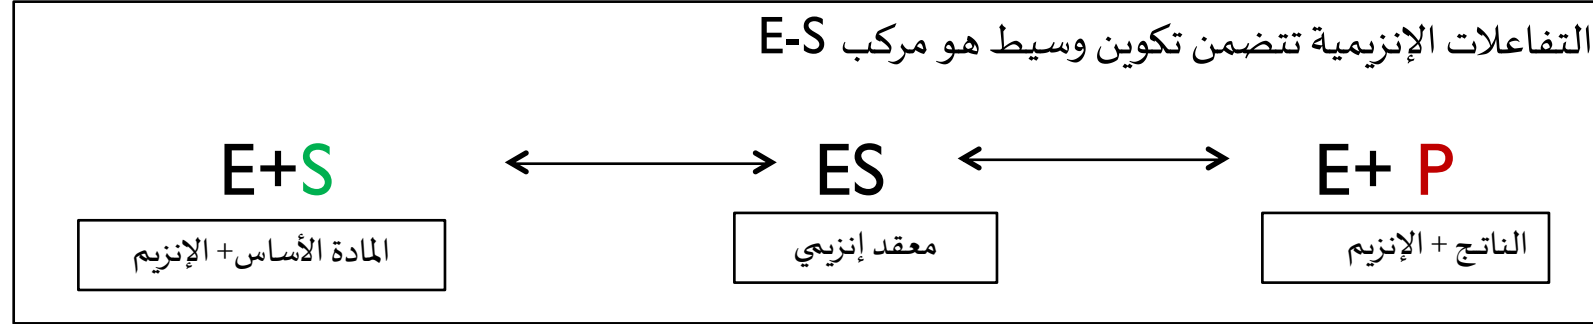 التفاعلات الإنزيمية تتضمن تكوين وسيط هو مركب E-S
E+S ⟷ ES ⟷ E+ P
المادة الأساس+ الإنزيم
معقد إنزيمي
الناتج + الإنزيم